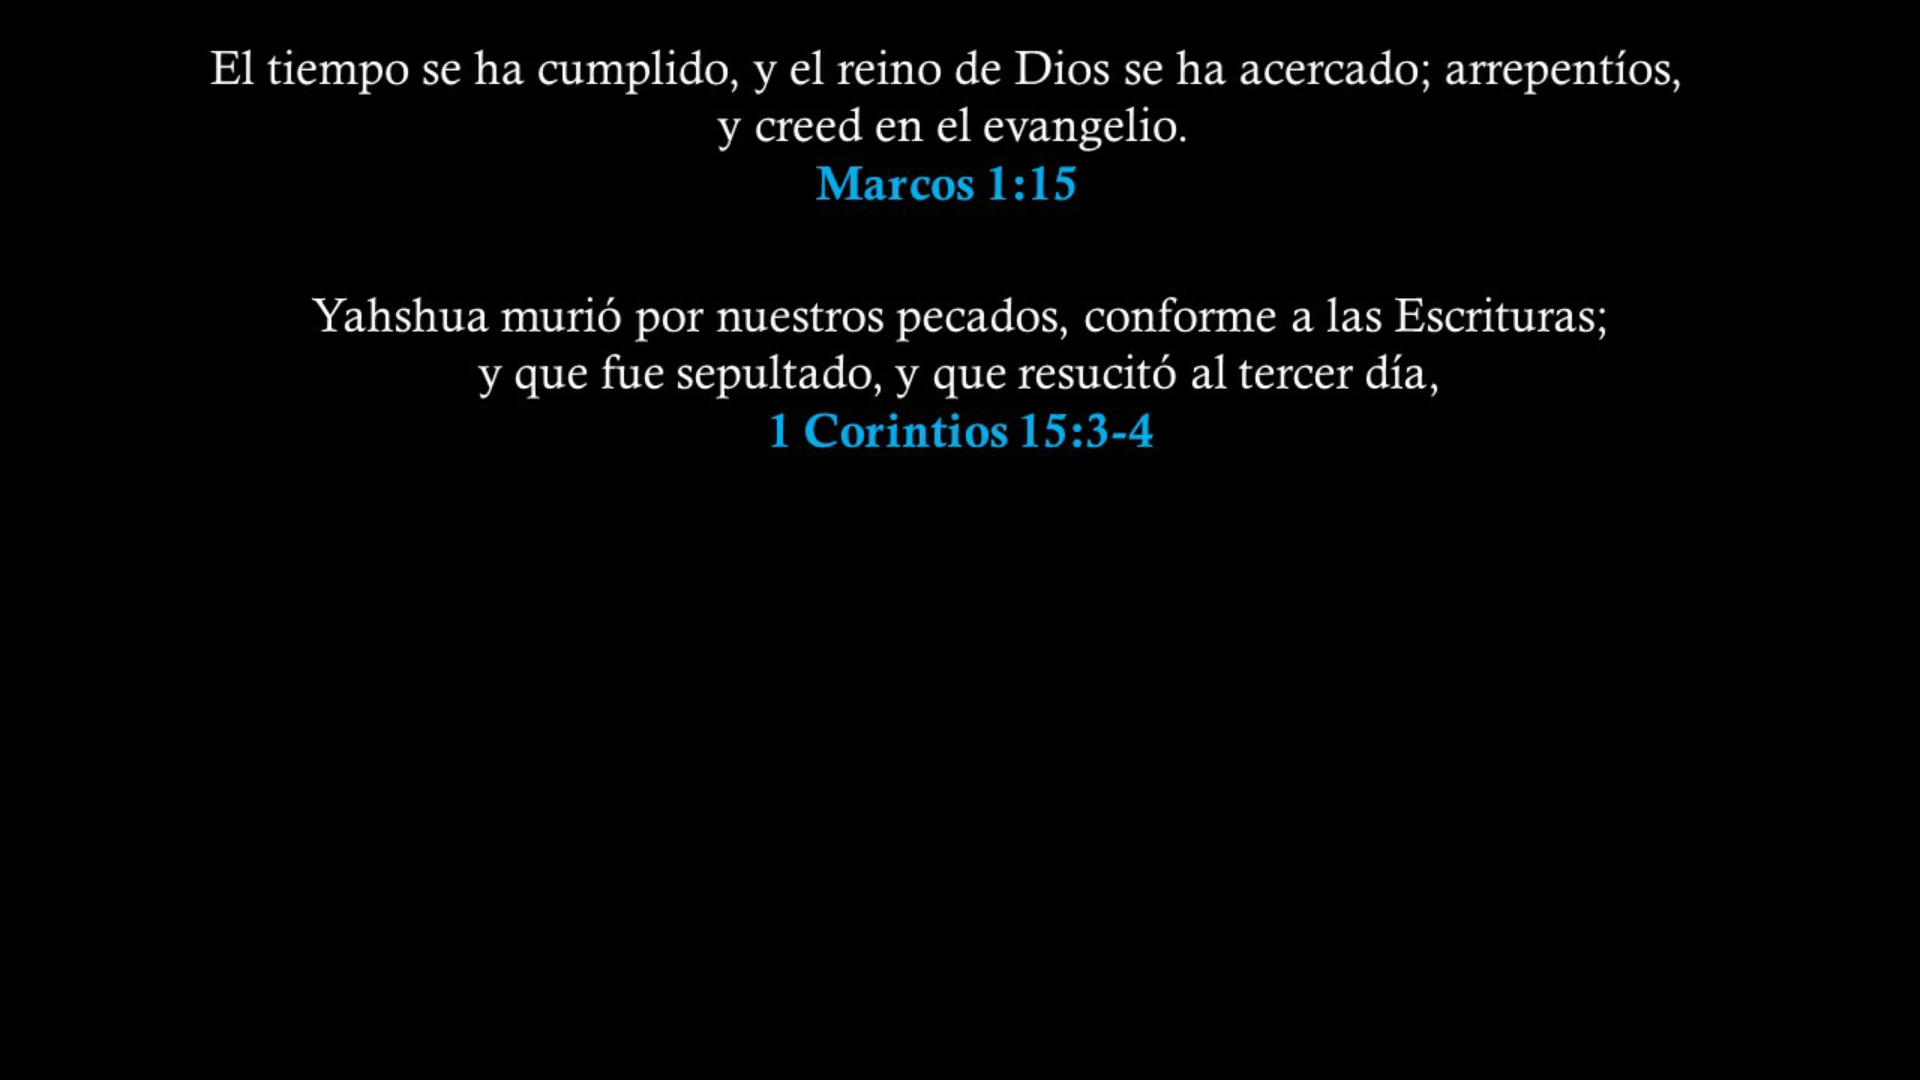 El tiempo se ha cumplido, y el reino de Dios se ha acercado; arrepentíos,
y creed en el evangelio.
Marcos 1:15
Yahshua murió por nuestros pecados, conforme a las Escrituras;
y que fue sepultado, y que resucitó al tercer día,
1 Corintios 15:3-4